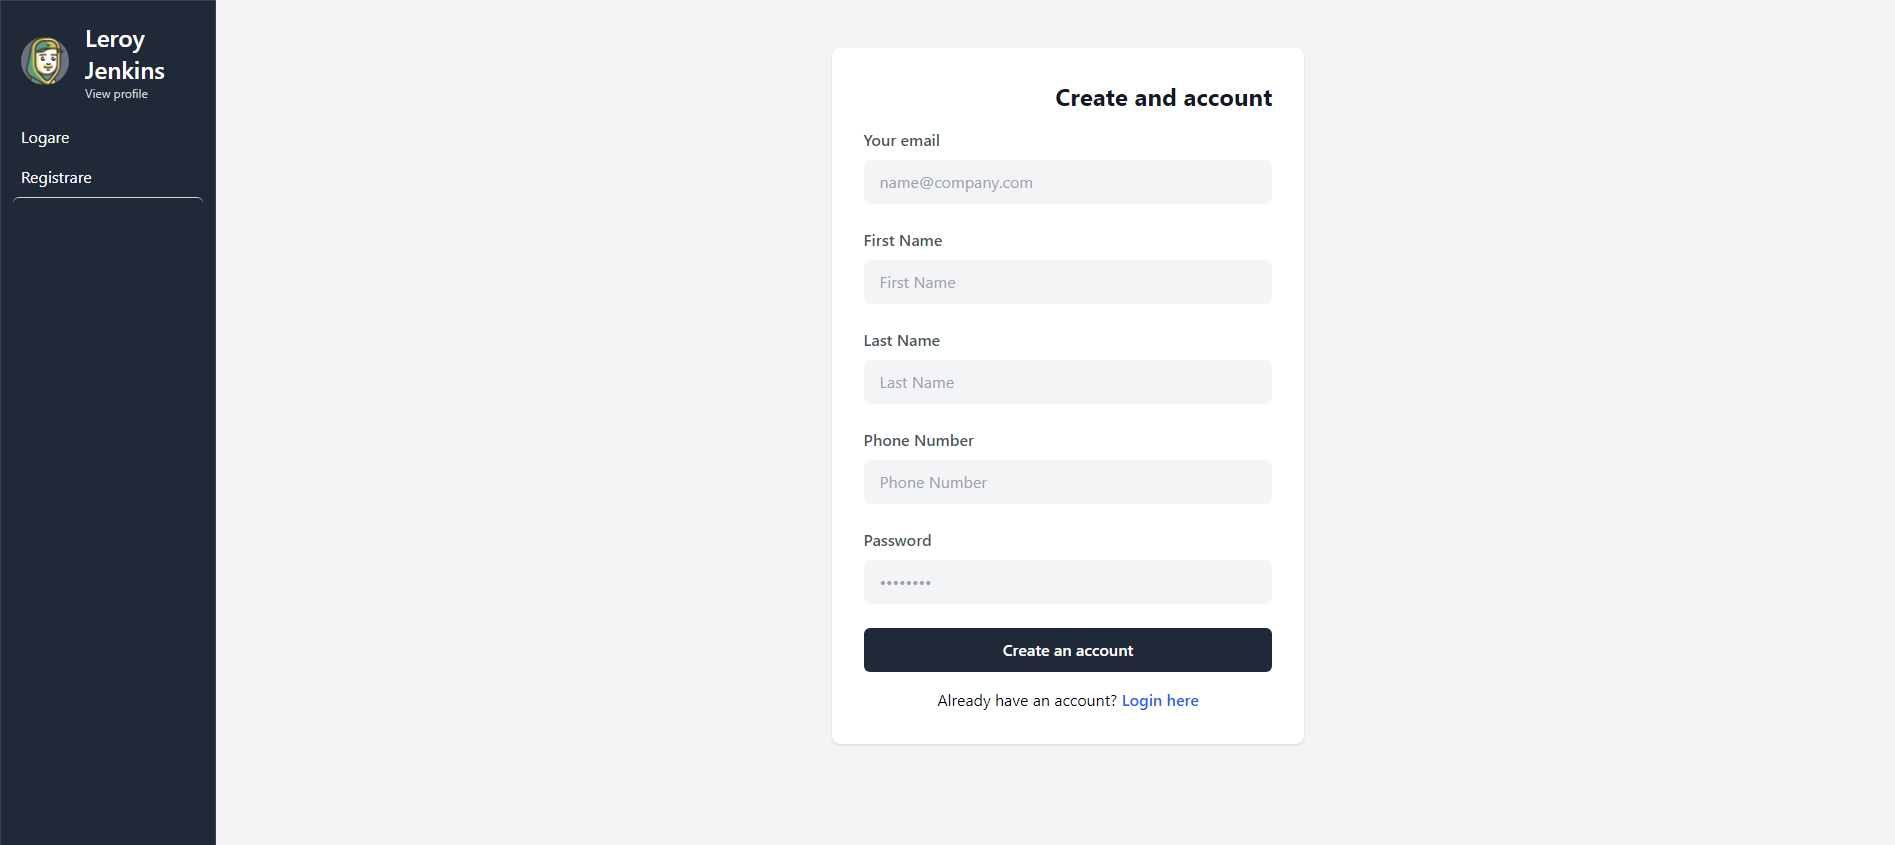 Leroy
Jenkins
View profile
Logare
Registrare
Create and account
Your email
name@company.com
First Name
First Name
Last Name
Last Name
Phone Number
Phone Number
Password
••••••••
Create an account
Already have an account? Login here